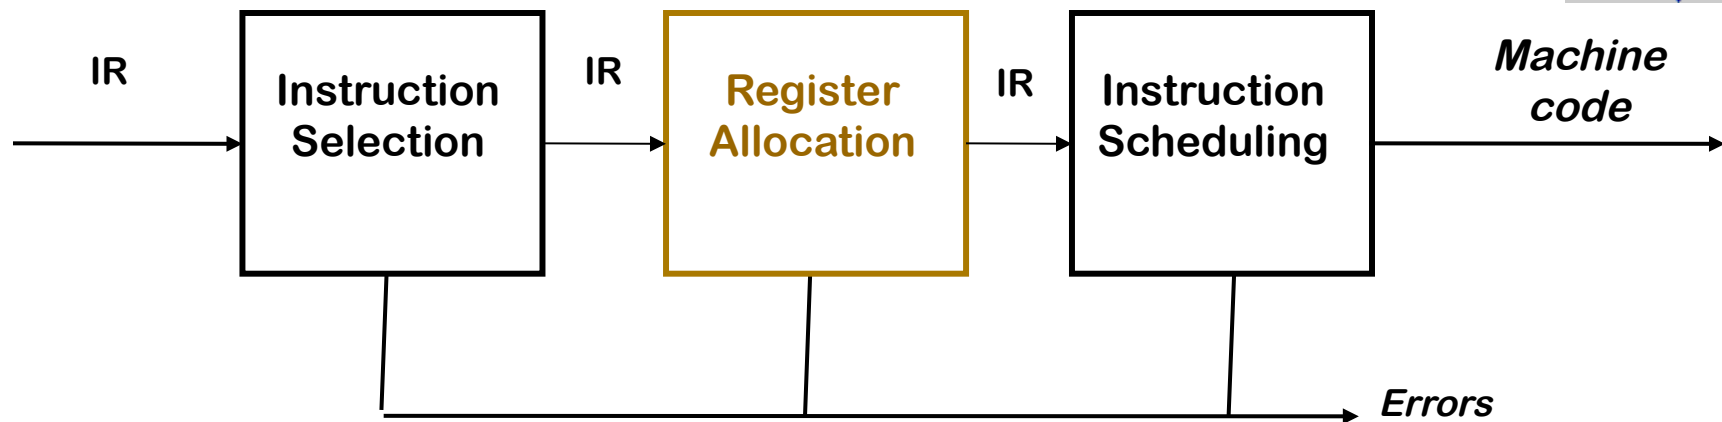 IR
Instruction
Selection
IR
Register
Allocation
IR
Instruction
Scheduling
Machine
code
Errors